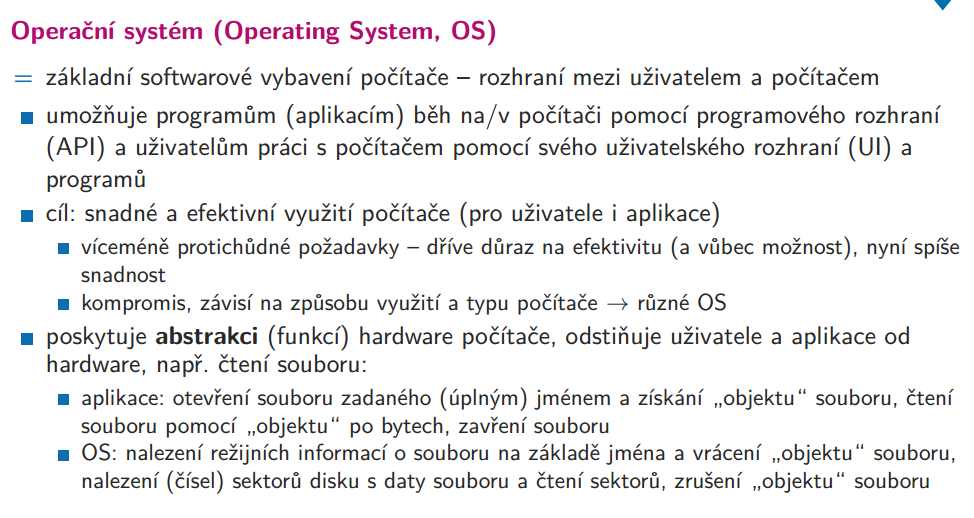 Operační systém (Operating System, OS)
= základní softwarové vybavení počítače – rozhraní mezi uživatelem a počítačem
umožňuje programům (aplikacím) běh na/v počítači pomocí programového rozhraní
(API) a uživatelům práci s počítačem pomocí svého uživatelského rozhraní (UI) a
programů
cíl: snadné a efektivní využití počítače (pro uživatele i aplikace)
víceméně protichůdné požadavky – dříve důraz na efektivitu (a vůbec možnost), nyní spíše
snadnost
kompromis, závisí na způsobu využití a typu počítače → různé OS
poskytuje abstrakci (funkcí) hardware počítače, odstiňuje uživatele a aplikace od
hardware, např. čtení souboru:
aplikace: otevření souboru zadaného (úplným) jménem a získání „objektu“ souboru, čtení
souboru pomocí „objektu“ po bytech, zavření souboru
OS: nalezení režijních informací o souboru na základě jména a vrácení „objektu“ souboru,
nalezení (čísel) sektorů disku s daty souboru a čtení sektorů, zrušení „objektu“ souboru